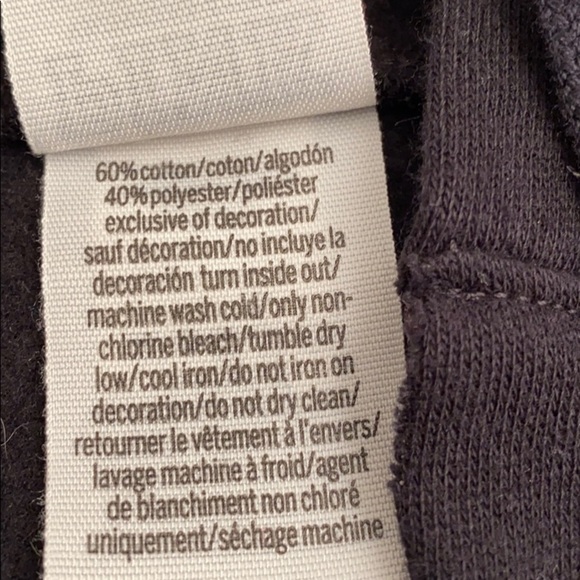 60% cotton/coton/algodón
40% polyester/poliéster
exclusive of decoration/
sauf décoration/no incluye la
decoración turn inside out/
machine wash cold/only non-
chlorine bleach/tumble dry
low/cool iron/do not iron on
decoration/do not dry clean/
retourner le vêtement à l'envers/
lavage machine à froid/agent
de blanchiment non chloré
uniquement/séchage machine